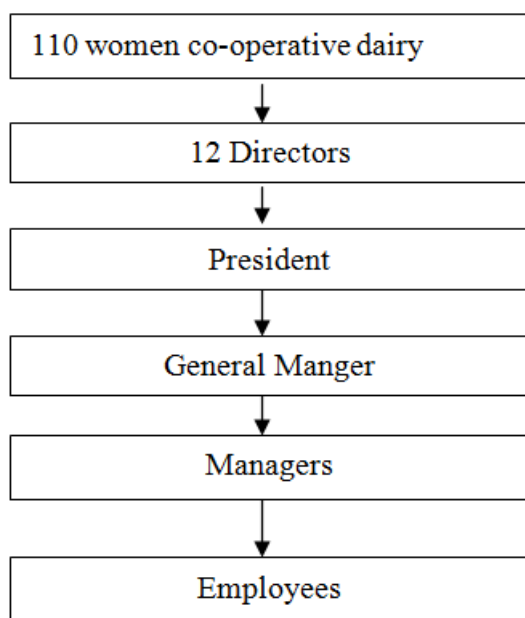 110 women co-operative dairy
12 Directors
President
General Manger
Managers
Employees